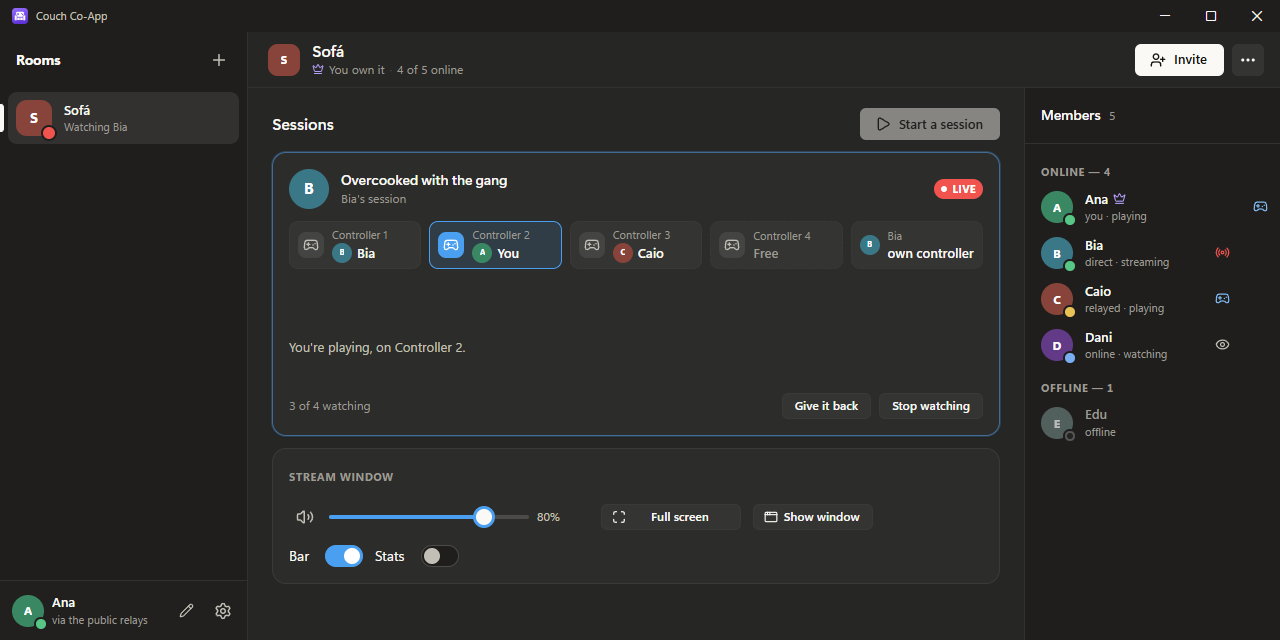 Couch Co-App
Rooms
S
Sofá
Watching Bia
S
Sofá
You own it · 4 of 5 online
Invite
Sessions
Start a session
B
Overcooked with the gang
Bia's session
LIVE
Controller 1
B Bia
Controller 2
A You
Controller 3
C Caio
Controller 4
Free
B
Bia
own controller
You're playing, on Controller 2.
3 of 4 watching
Give it back
Stop watching
STREAM WINDOW
80%
Full screen
Show window
Bar
Stats
Members 5
ONLINE — 4
A
Ana
you · playing
B
Bia
direct · streaming
C
Caio
relayed · playing
D
Dani
online · watching
OFFLINE — 1
E
Edu
offline
A
Ana
via the public relays